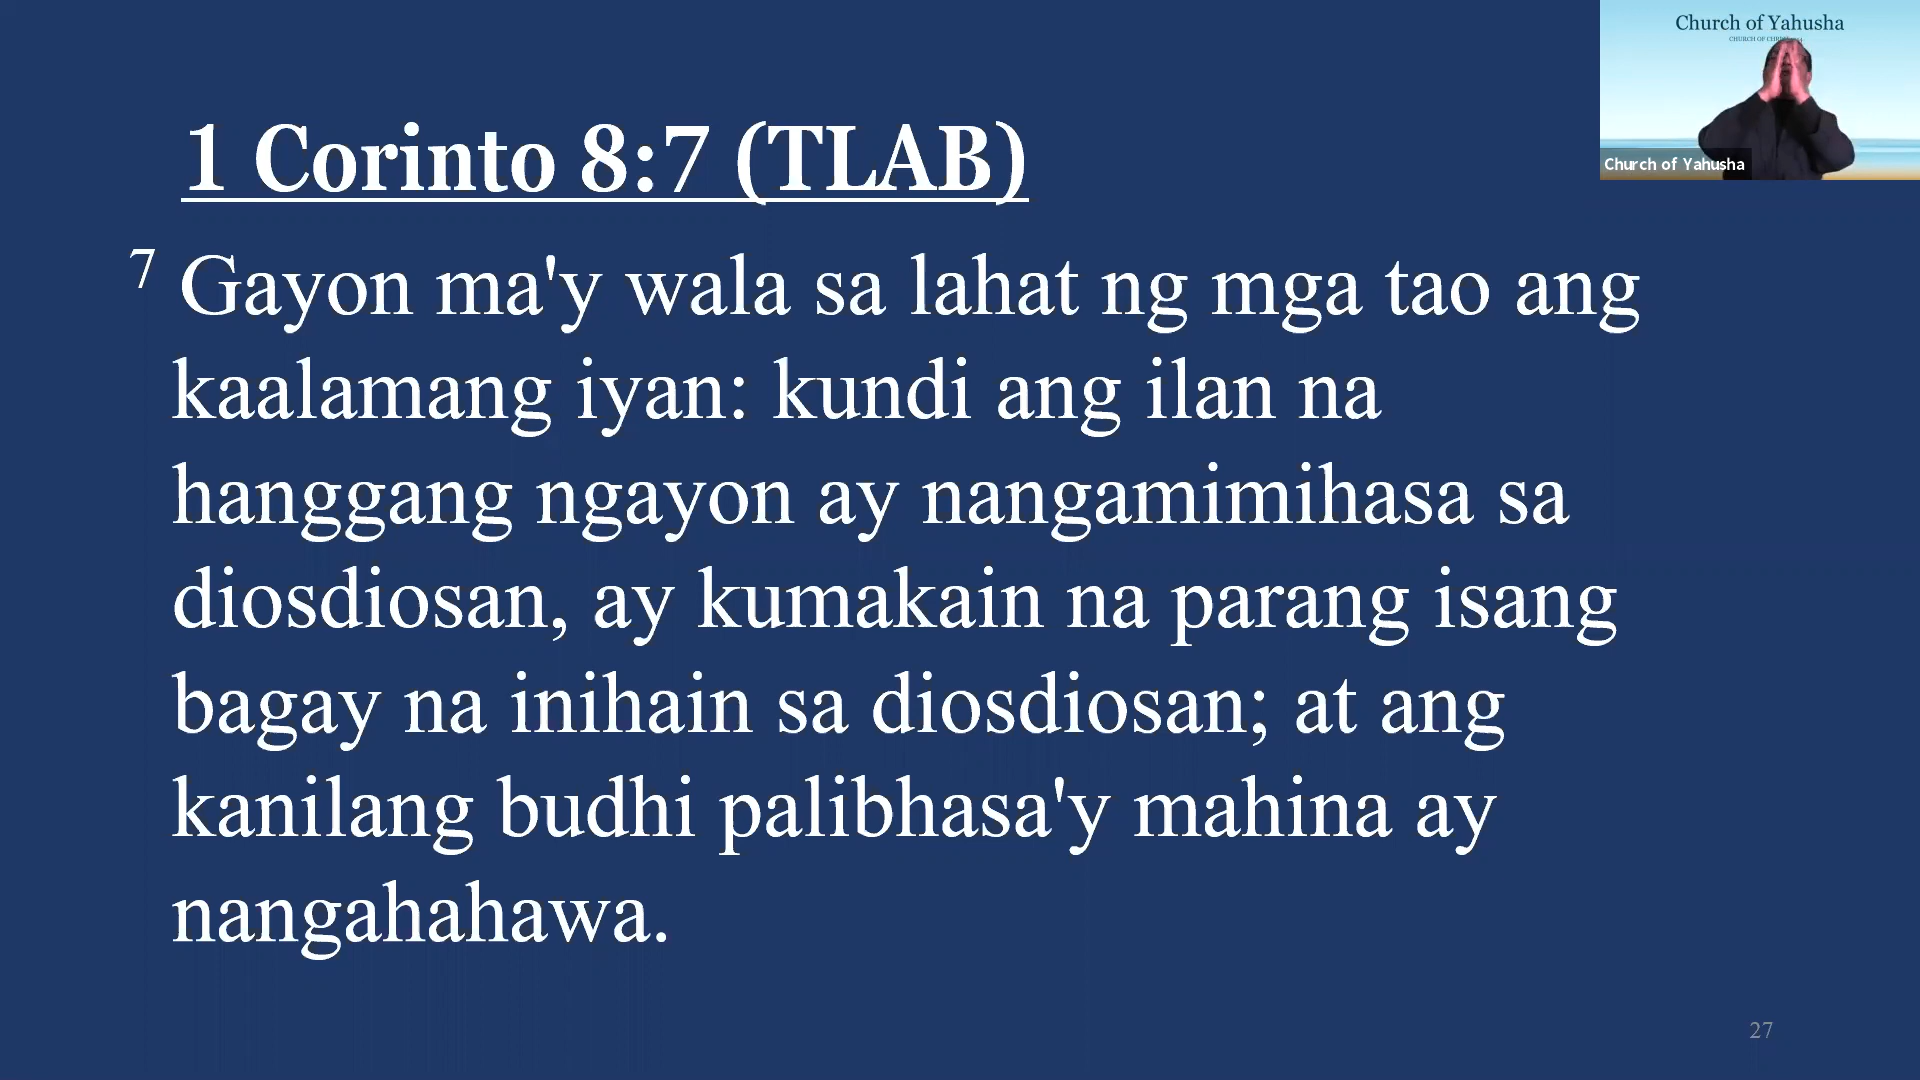 Church of Yahusha
Church of Yahusha
1 Corinto 8:7 (TLAB)
7 Gayon ma'y wala sa lahat ng mga tao ang
kaalamang iyan: kundi ang ilan na
hanggang ngayon ay nangamimihasa sa
diosdiosan, ay kumakain na parang isang
bagay na inihain sa diosdiosan; at ang
kanilang budhi palibhasa'y mahina ay
nangahahawa.
27